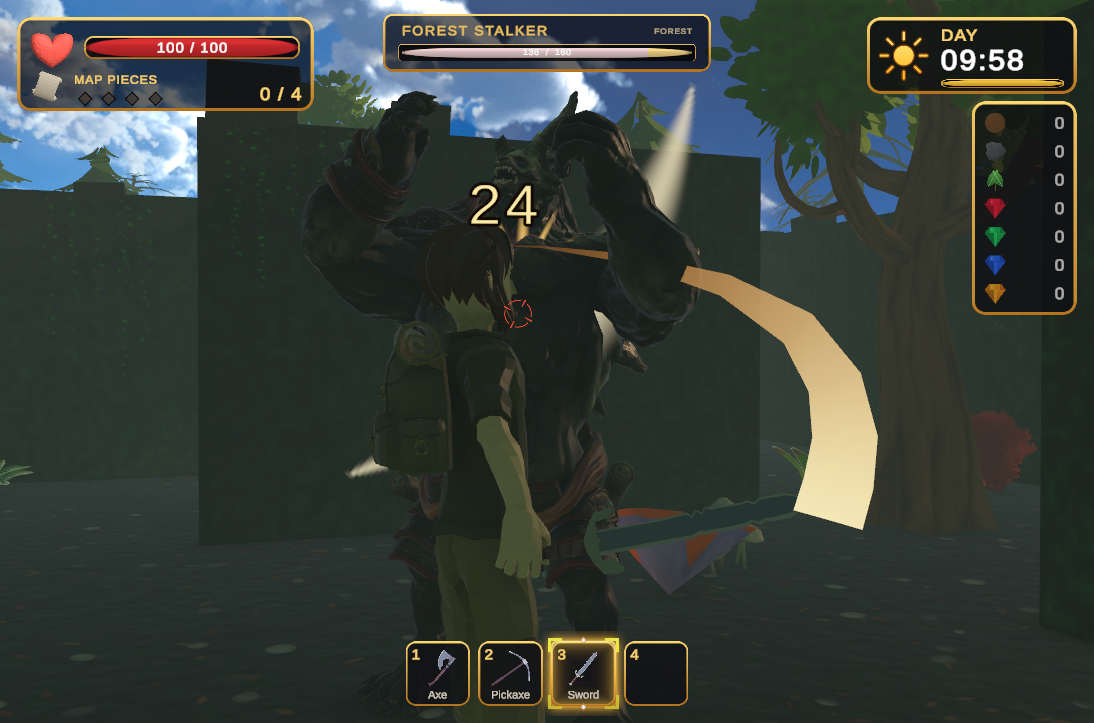 100 / 100
MAP PIECES
0 / 4
FOREST STALKER
FOREST
136 / 160
DAY
09:58
0
0
0
0
0
0
0
24
1
Axe
2
Pickaxe
3
Sword
4